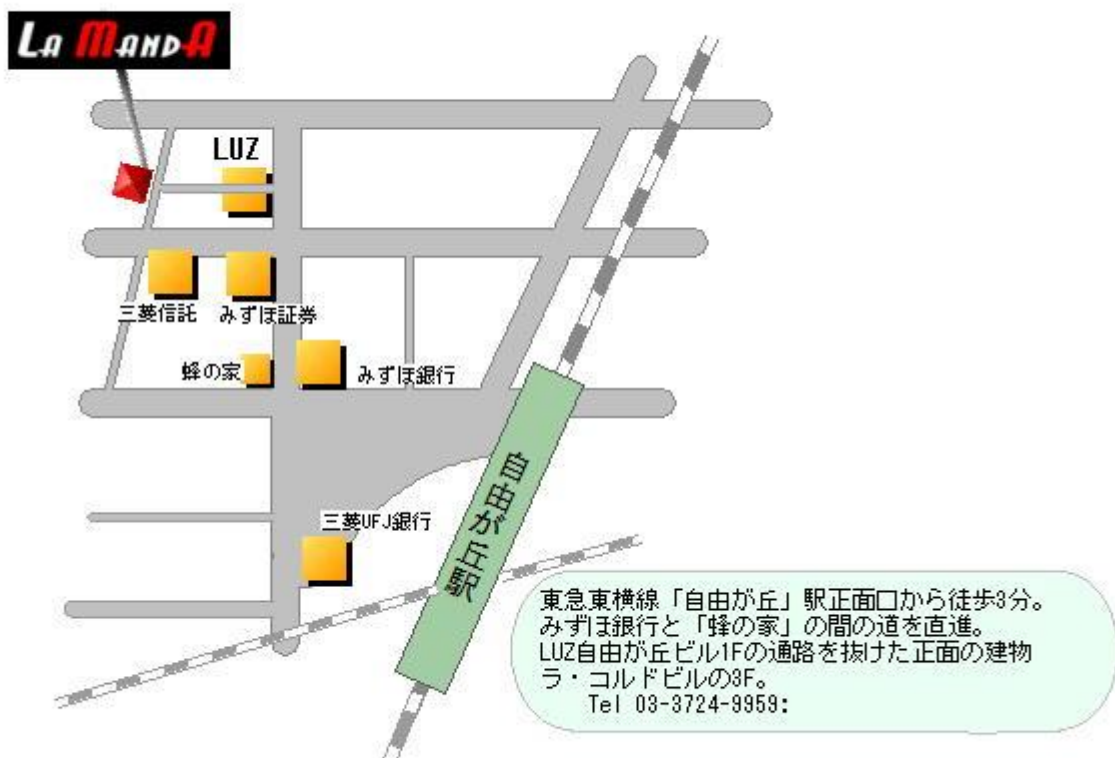 LA MANDA
LUZ
三菱信託
みずほ証券
蜂の家
みずほ銀行
三菱UFJ銀行
自由が丘駅
東急東横線「自由が丘」駅正面口から徒歩3分。
みずほ銀行と「蜂の家」の間の道を直進。
LUZ自由が丘ビル1Fの通路を抜けた正面の建物
ラ・コルドビルの3F。
Tel 03-3724-9959: